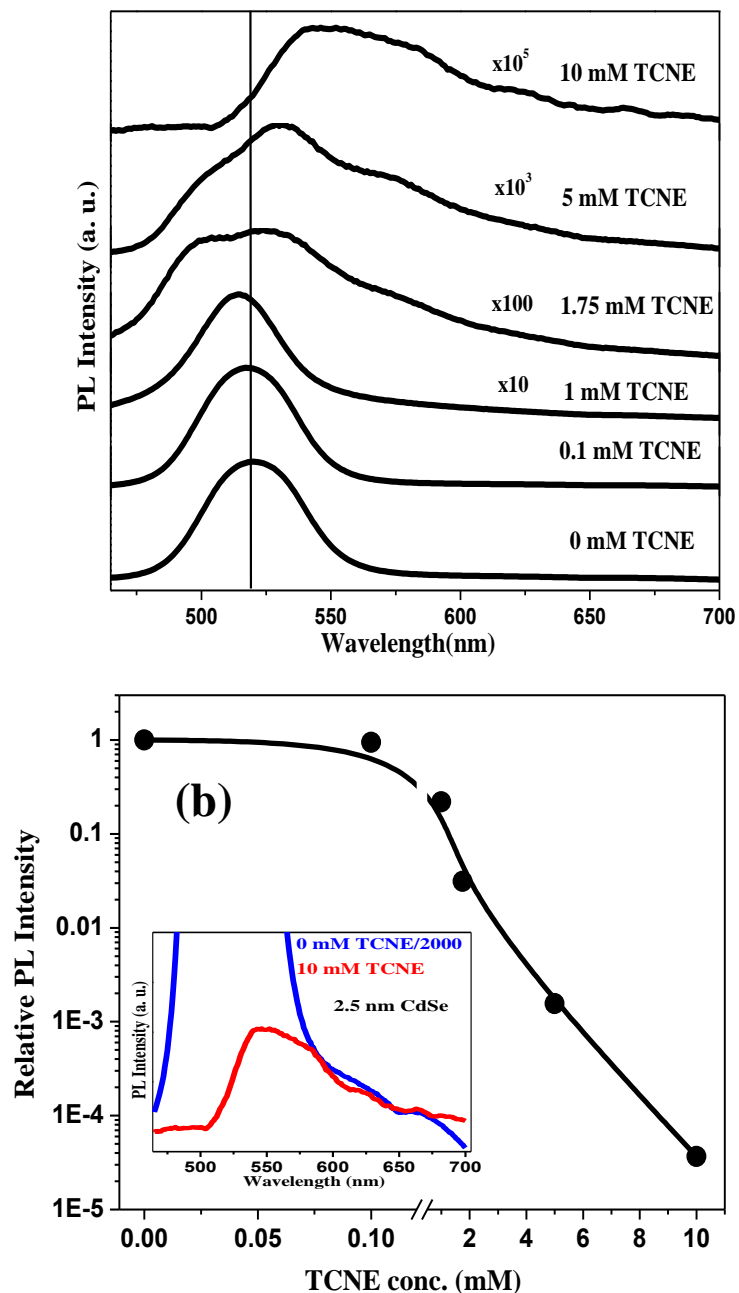 x10⁵ 10 mM TCNE
x10³ 5 mM TCNE
x100 1.75 mM TCNE
x10 1 mM TCNE
0.1 mM TCNE
0 mM TCNE
PL Intensity (a. u.)
500 550 600 650 700
Wavelength(nm)
1
0.1
0.01
1E-3
1E-4
1E-5
Relative PL Intensity
(b)
0 mM TCNE/2000
10 mM TCNE
2.5 nm CdSe
PL Intensity (a. u.)
500 550 600 650 700
Wavelength (nm)
0.00 0.05 0.10 2 4 6 8 10
TCNE conc. (mM)